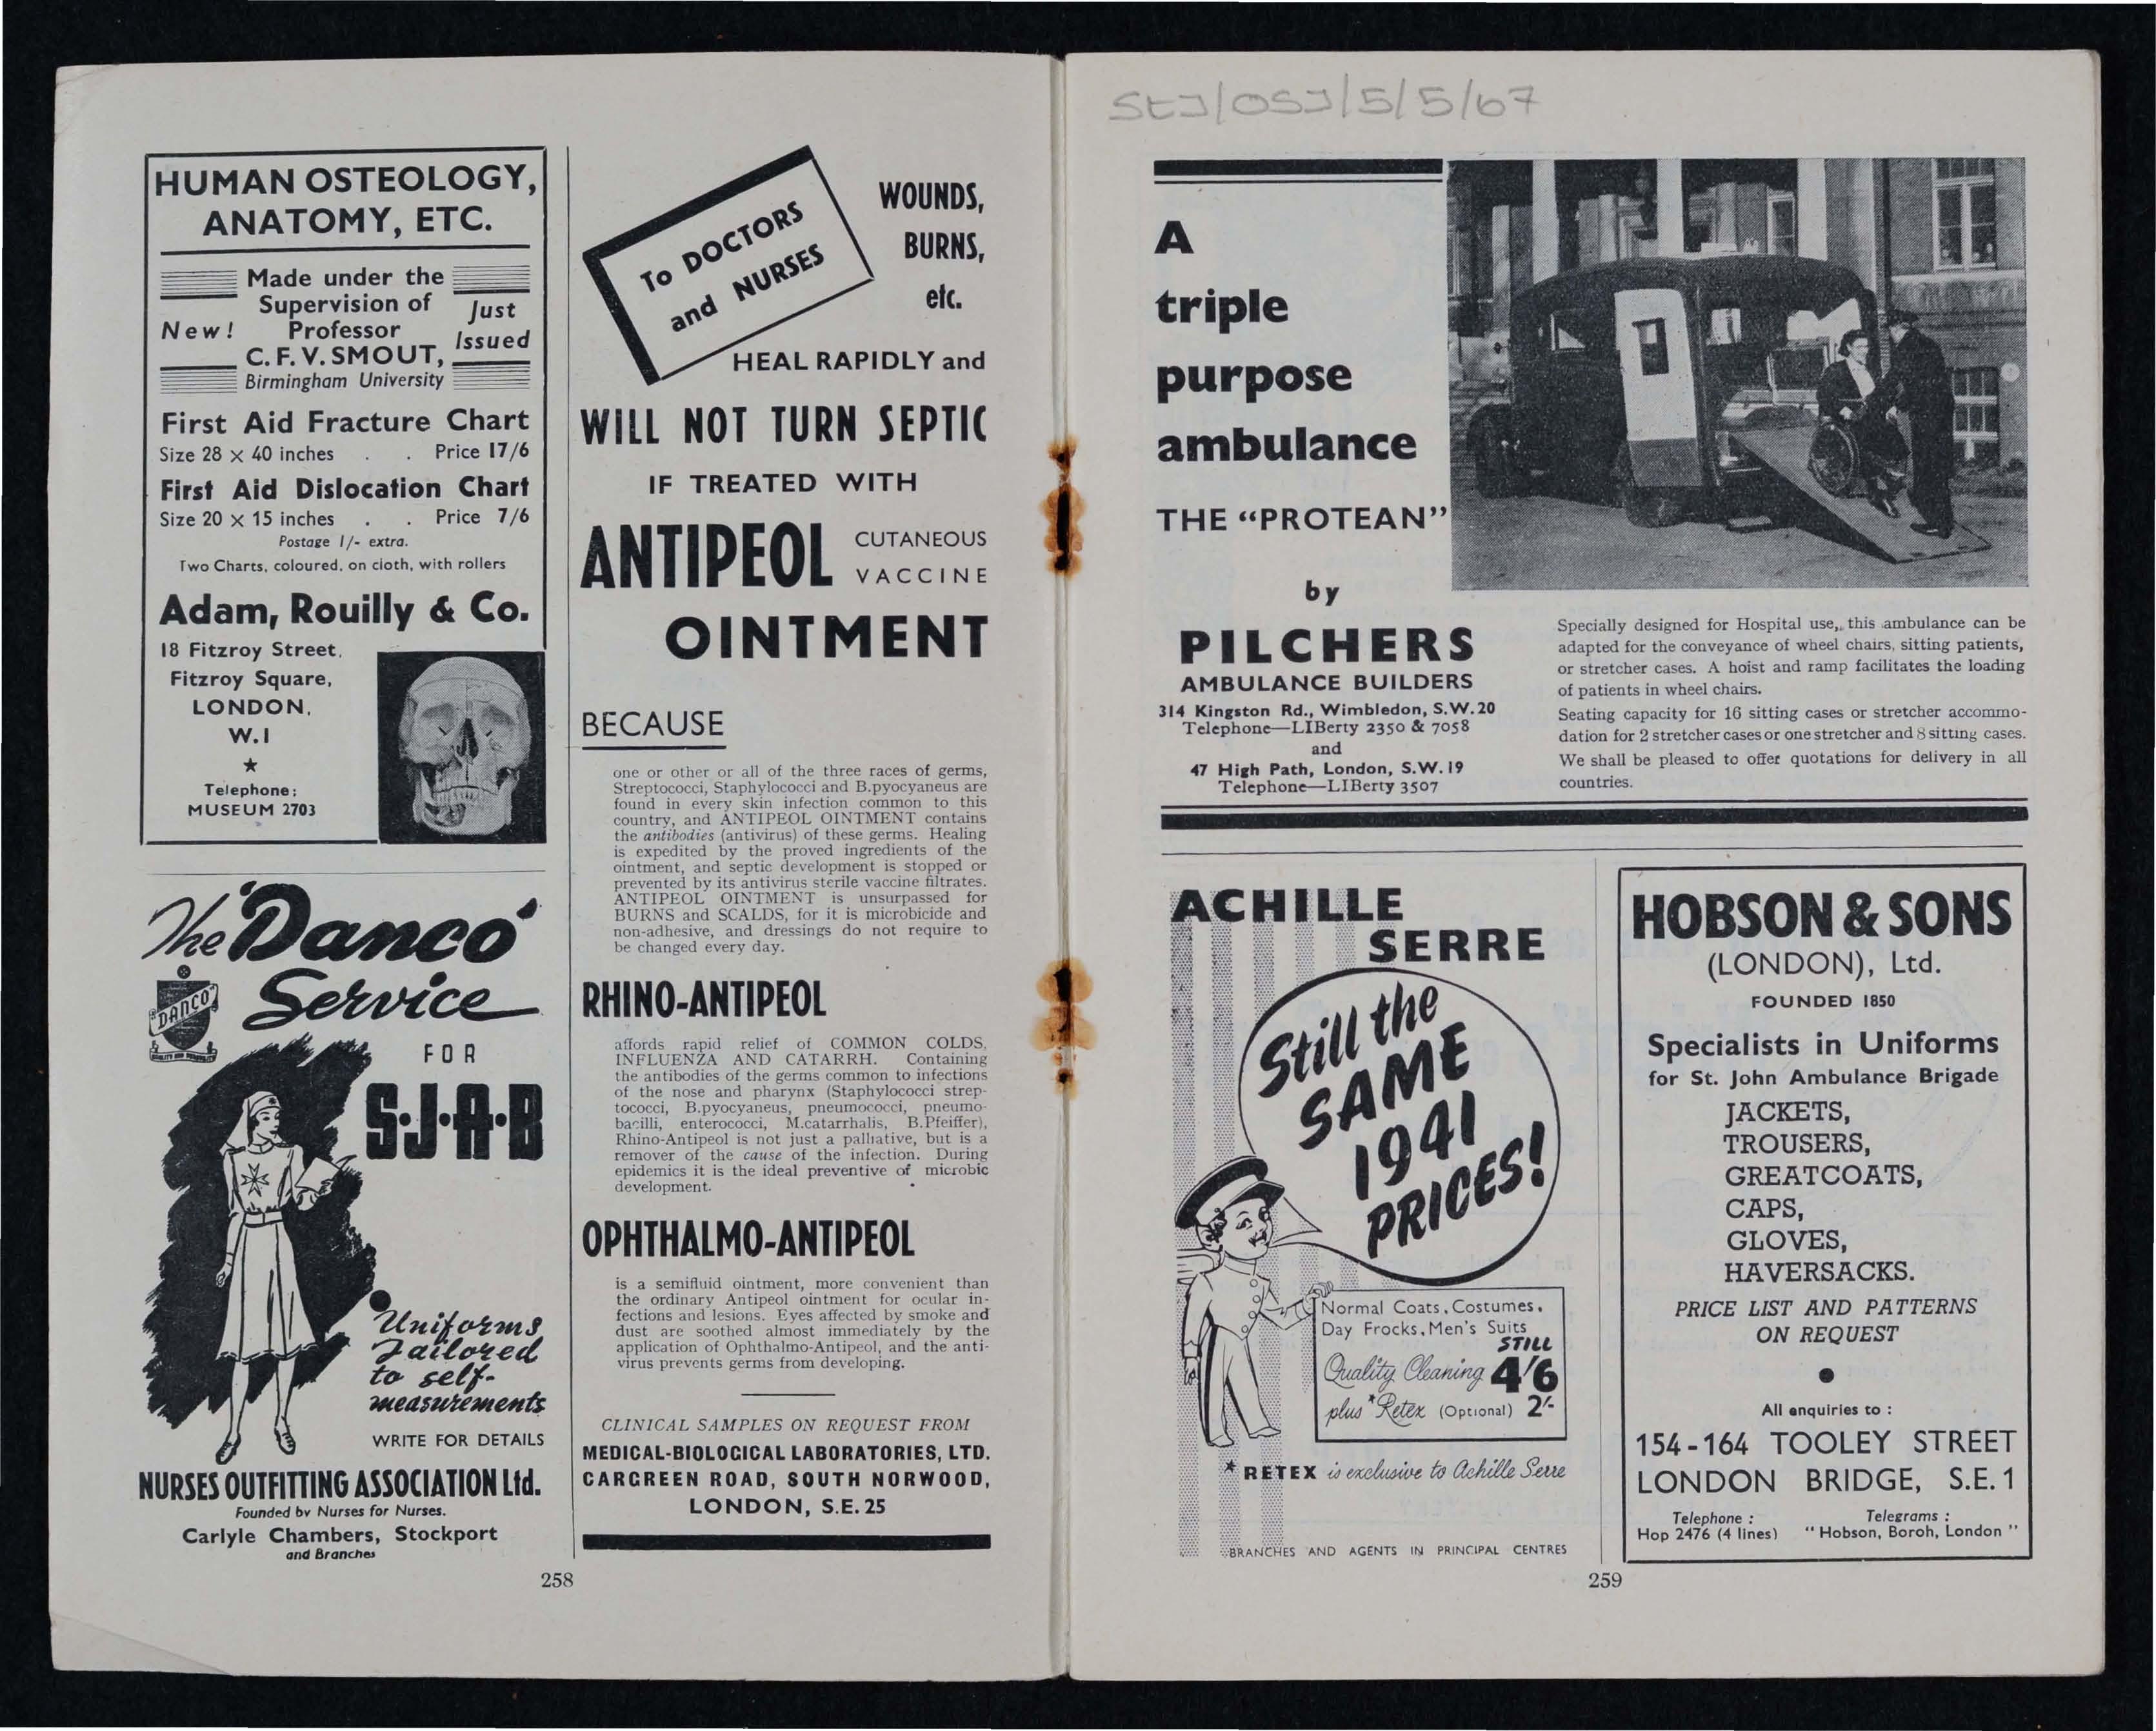 HUMAN OSTEOLOGY,
ANATOMY, ETC.
New!
Made under the
Supervision of
Professor
C. F. V. SMOUT,
Birmingham University
Just
Issued
First Aid Fracture Chart
Size 28 × 40 inches . . Price 17/6
First Aid Dislocation Chart
Size 20 × 15 inches . . Price 7/6
Postage 1/- extra.
Two Charts, coloured, on cloth, with rollers
Adam, Rouilly & Co.
18 Fitzroy Street,
Fitzroy Square,
LONDON,
W.1
★
Telephone:
MUSEUM 2703
The 'Danco'
Service
"DANCO"
FOR
S·J·A·B
Uniforms
Tailored
to self-
measurements
WRITE FOR DETAILS
NURSES OUTFITTING ASSOCIATION Ltd.
Founded by Nurses for Nurses.
Carlyle Chambers, Stockport
and Branches
To DOCTORS
and NURSES
WOUNDS,
BURNS,
etc.
HEAL RAPIDLY and
WILL NOT TURN SEPTIC
IF TREATED WITH
ANTIPEOL CUTANEOUS
VACCINE
OINTMENT
BECAUSE
one or other or all of the three races of germs,
Streptococci, Staphylococci and B.pyocyaneus are
found in every skin infection common to this
country, and ANTIPEOL OINTMENT contains
the antibodies (antivirus) of these germs. Healing
is expedited by the proved ingredients of the
ointment, and septic development is stopped or
prevented by its antivirus sterile vaccine filtrates.
ANTIPEOL OINTMENT is unsurpassed for
BURNS and SCALDS, for it is microbicide and
non-adhesive, and dressings do not require to
be changed every day.
RHINO-ANTIPEOL
affords rapid relief of COMMON COLDS,
INFLUENZA AND CATARRH. Containing
the antibodies of the germs common to infections
of the nose and pharynx (Staphylococci strep-
tococci, B.pyocyaneus, pneumococci, pneumo-
bacilli, enterococci, M.catarrhalis, B.Pfeiffer),
Rhino-Antipeol is not just a palliative, but is a
remover of the cause of the infection. During
epidemics it is the ideal preventive of microbic
development.
OPHTHALMO-ANTIPEOL
is a semifluid ointment, more convenient than
the ordinary Antipeol ointment for ocular in-
fections and lesions. Eyes affected by smoke and
dust are soothed almost immediately by the
application of Ophthalmo-Antipeol, and the anti-
virus prevents germs from developing.
CLINICAL SAMPLES ON REQUEST FROM
MEDICAL-BIOLOGICAL LABORATORIES, LTD.
CARGREEN ROAD, SOUTH NORWOOD,
LONDON, S.E. 25
258
StJ/OSJ/5/5/67
A
triple
purpose
ambulance
THE "PROTEAN"
by
PILCHERS
AMBULANCE BUILDERS
314 Kingston Rd., Wimbledon, S.W.20
Telephone—LIBerty 2350 & 7058
and
47 High Path, London, S.W.19
Telephone—LIBerty 3507
Specially designed for Hospital use, this ambulance can be
adapted for the conveyance of wheel chairs, sitting patients,
or stretcher cases. A hoist and ramp facilitates the loading
of patients in wheel chairs.
Seating capacity for 16 sitting cases or stretcher accommo-
dation for 2 stretcher cases or one stretcher and 8 sitting cases.
We shall be pleased to offer quotations for delivery in all
countries.
ACHILLE
SERRE
Still the
SAME
1941
PRICES!
Normal Coats, Costumes,
Day Frocks, Men's Suits
STILL
Quality Cleaning 4/6
plus *Retex (Optional) 2/-
* RETEX is exclusive to Achille Serre
BRANCHES AND AGENTS IN PRINCIPAL CENTRES
HOBSON & SONS
(LONDON), Ltd.
FOUNDED 1850
Specialists in Uniforms
for St. John Ambulance Brigade
JACKETS,
TROUSERS,
GREATCOATS,
CAPS,
GLOVES,
HAVERSACKS.
PRICE LIST AND PATTERNS
ON REQUEST
All enquiries to :
154-164 TOOLEY STREET
LONDON BRIDGE, S.E. 1
Telephone : Telegrams :
Hop 2476 (4 lines) "Hobson, Boroh, London"
259